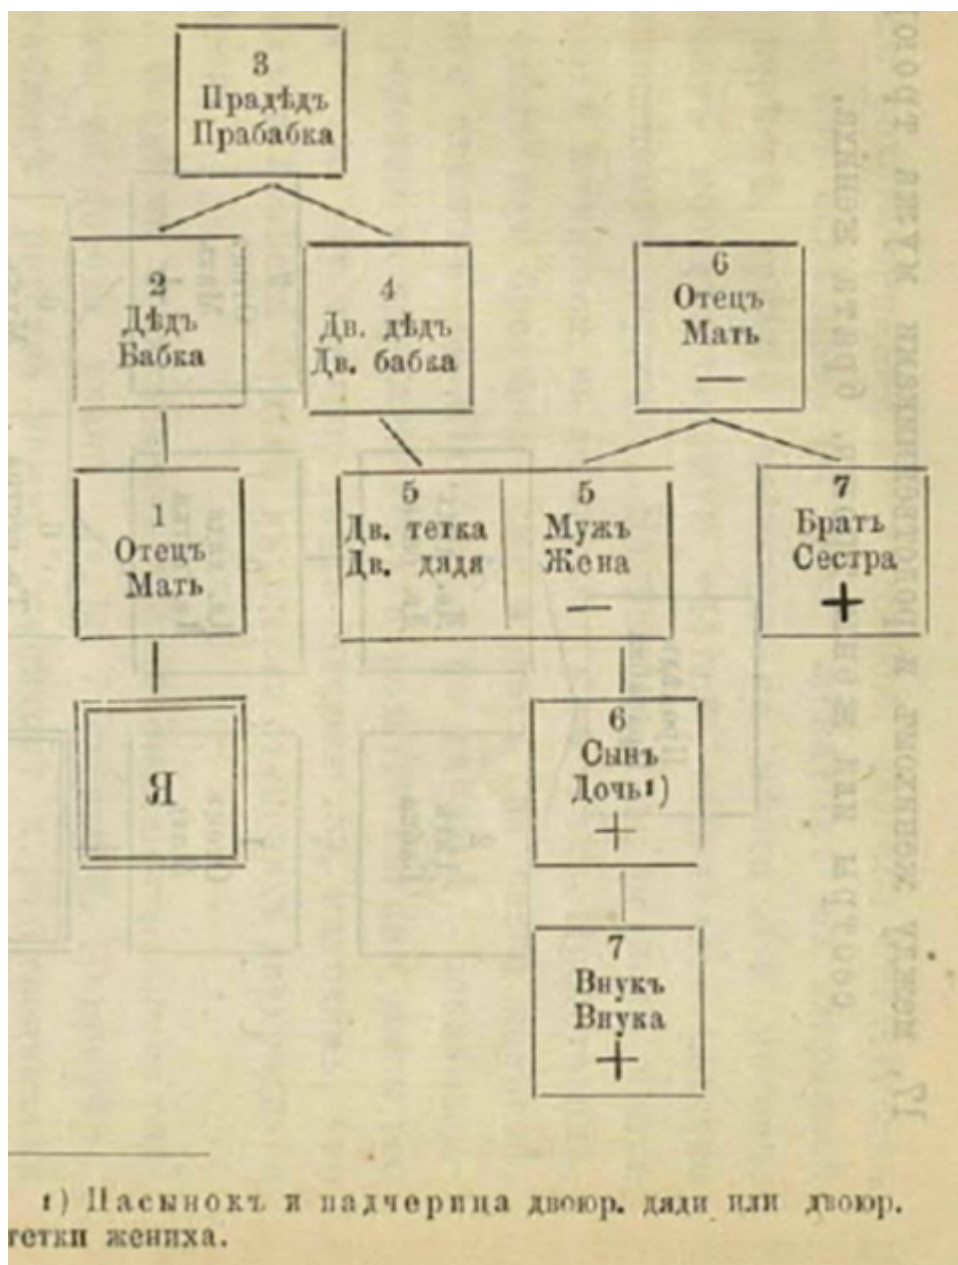 3
Прадѣдъ
Прабабка
2
Дѣдъ
Бабка
4
Дв. дѣдъ
Дв. бабка
6
Отецъ
Мать
—
1
Отецъ
Мать
5
Дв. тетка
Дв. дядя
5
Мужъ
Жена
—
7
Братъ
Сестра
+
Я
6
Сынъ
Дочь1)
+
7
Внукъ
Внука
+
1) Пасынокъ и падчерица двоюр. дяди или двоюр.
тетки жениха.